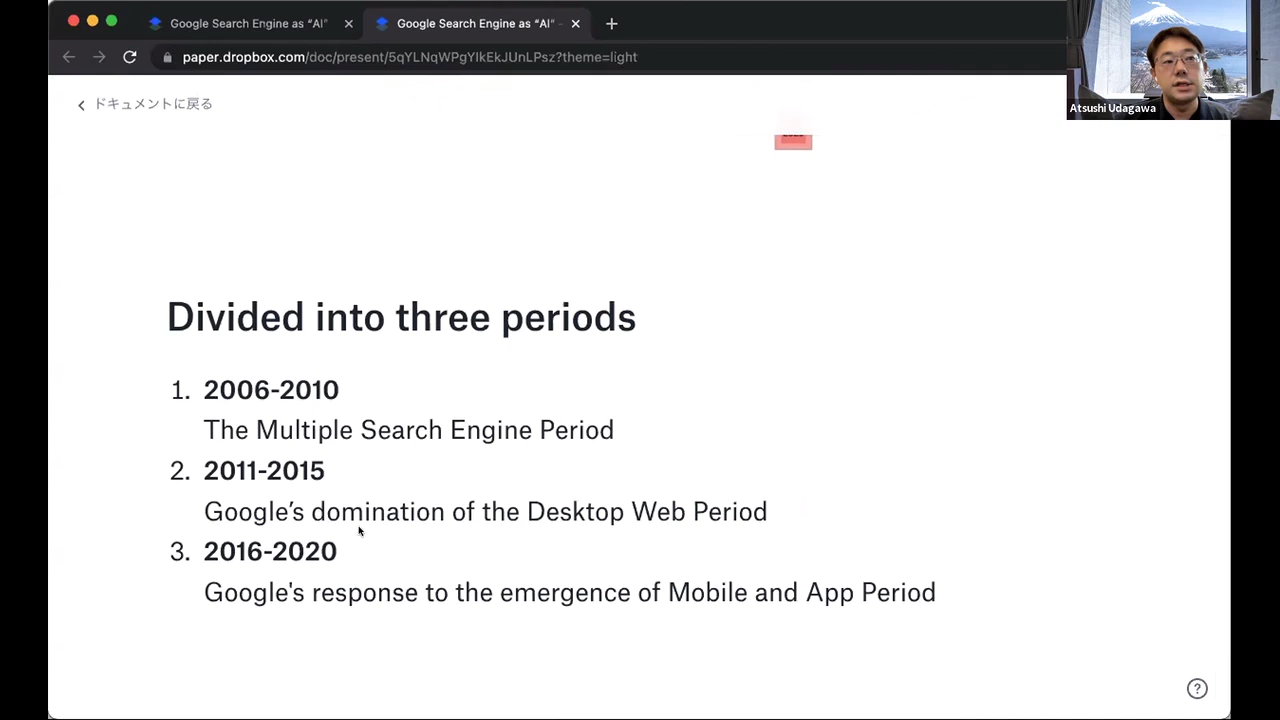 Google Search Engine as “AI”
Google Search Engine as “AI” -
paper.dropbox.com/doc/present/5qYLNqWPgYIkEkJUnLPsz?theme=light
Atsushi Udagawa
ドキュメントに戻る
Divided into three periods
1. 2006-2010
The Multiple Search Engine Period
2. 2011-2015
Google’s domination of the Desktop Web Period
3. 2016-2020
Google's response to the emergence of Mobile and App Period
?